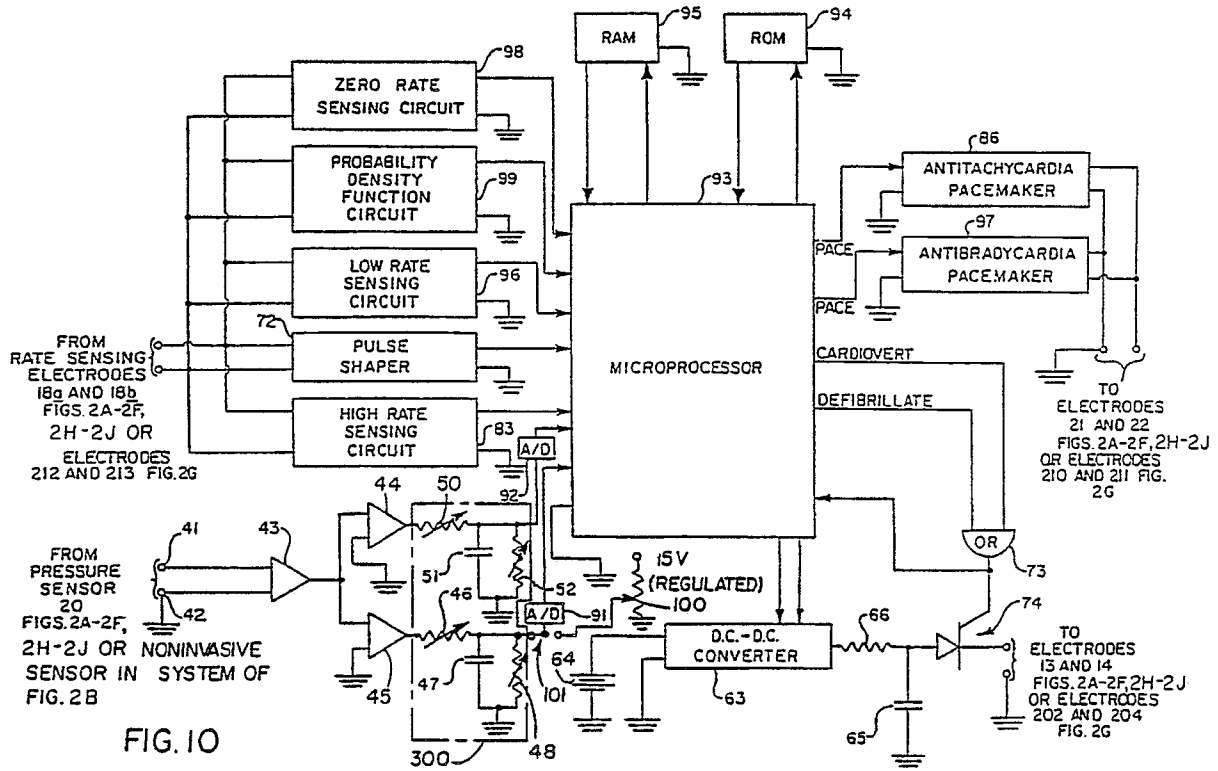 95
RAM
94
ROM
98
ZERO RATE
SENSING CIRCUIT
PROBABILITY
DENSITY
FUNCTION
CIRCUIT
99
LOW RATE
SENSING
CIRCUIT
96
72
PULSE
SHAPER
HIGH RATE
SENSING
CIRCUIT
83
FROM
RATE SENSING
ELECTRODES
18a AND 18b
FIGS. 2A-2F,
2H-2J OR
ELECTRODES
212 AND 213 FIG.2G
93
MICROPROCESSOR
86
ANTITACHYCARDIA
PACEMAKER
PACE
97
ANTIBRADYCARDIA
PACEMAKER
PACE
CARDIOVERT
DEFIBRILLATE
TO
ELECTRODES
21 AND 22
FIGS. 2A-2F, 2H-2J
OR ELECTRODES
210 AND 211 FIG.
2G
OR
73
74
A/D
92
44
50
41
43
FROM
PRESSURE
SENSOR
20
FIGS. 2A-2F,
2H-2J OR NONINVASIVE
SENSOR IN SYSTEM OF
FIG. 2B
42
51
52
46
45
47
48
300
A/D
91
101
15V
(REGULATED)
100
64
D.C.-D.C.
CONVERTER
63
66
65
TO
ELECTRODES
13 AND 14
FIGS. 2A-2F, 2H-2J
OR ELECTRODES
202 AND 204
FIG. 2G
FIG. 10